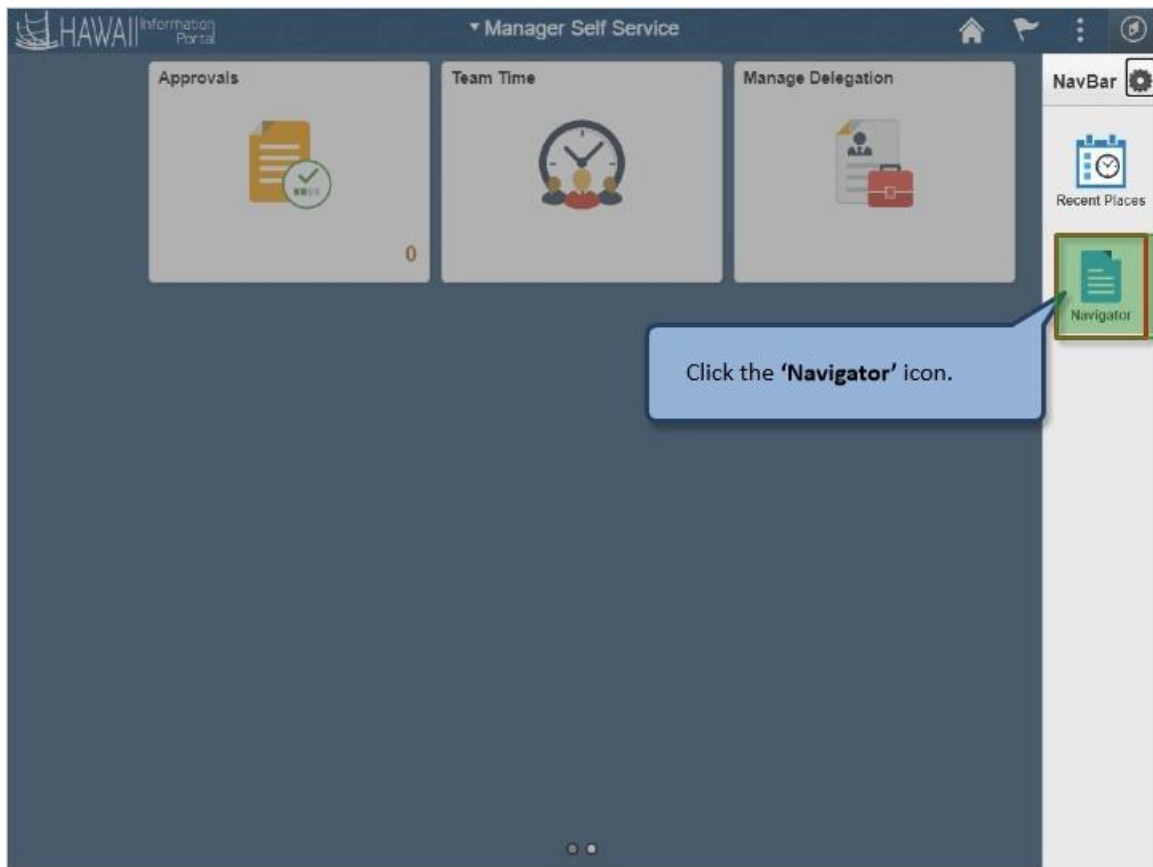 HAWAII Information
Portal
Manager Self Service
Approvals
Team Time
Manage Delegation
NavBar
0
Recent Places
Navigator
Click the ‘Navigator’ icon.